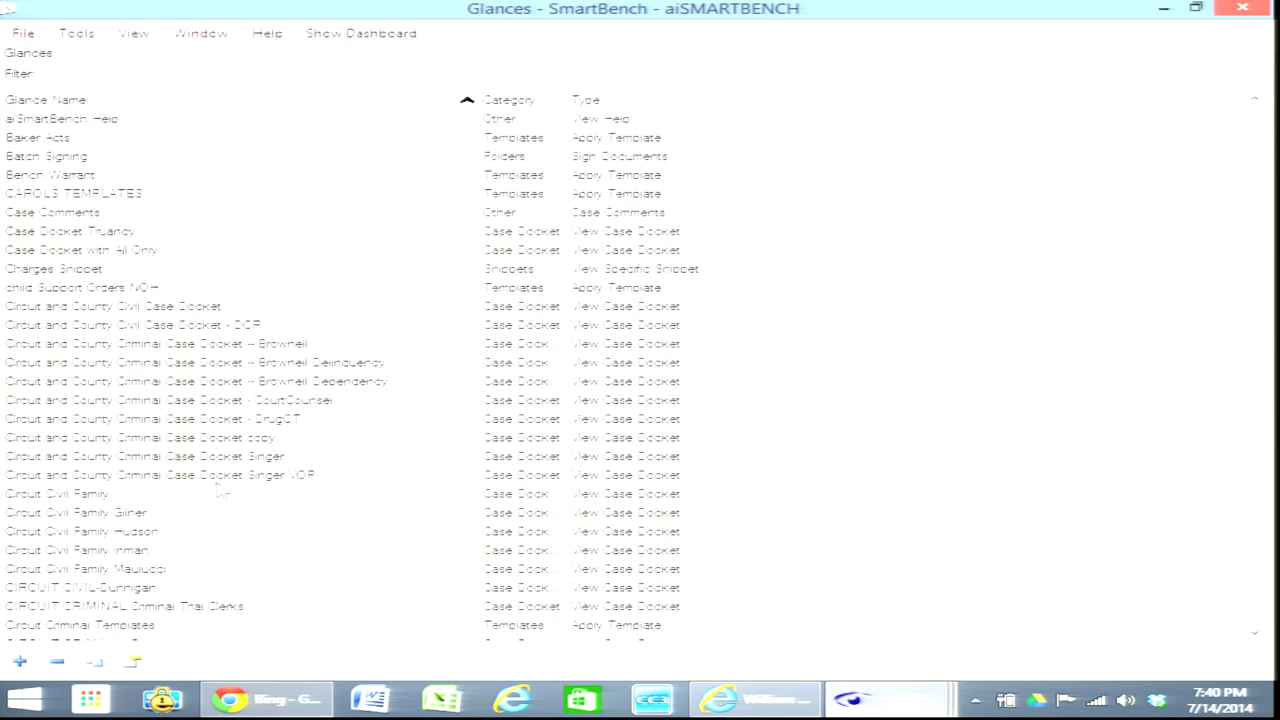 Glances - SmartBench - aiSMARTBENCH
File Tools View Window Help Show Dashboard
Glances
Filter:
Glance Name Category Type
aiSmartBench Help Other View Help
Baker Acts Templates Apply Template
Batch Signing Folders Sign Documents
Bench Warrant Templates Apply Template
CAROLS TEMPLATES Templates Apply Template
Case Comments Other Case Comments
Case Docket Truancy Case Docket View Case Docket
Case Docket with All Only Case Docket View Case Docket
Charges Snippet Snippets View Specific Snippet
child Support Orders NOH Templates Apply Template
Circuit and County Civil Case Docket Case Docket View Case Docket
Circuit and County Civil Case Docket - DOR Case Docket View Case Docket
Circuit and County Criminal Case Docket -- Brownell Case Dock View Case Docket
Circuit and County Criminal Case Docket -- Brownell Delinquency Case Dock View Case Docket
Circuit and County Criminal Case Docket -- Brownell Dependency Case Dock View Case Docket
Circuit and County Criminal Case Docket - CourtCounsel Case Docket View Case Docket
Circuit and County Criminal Case Docket - DrugCT Case Docket View Case Docket
Circuit and County Criminal Case Docket copy Case Docket View Case Docket
Circuit and County Criminal Case Docket Singer Case Docket View Case Docket
Circuit and County Criminal Case Docket Singer VOP Case Docket View Case Docket
Circuit Civil Family Case Dock View Case Docket
Circuit Civil Family Gilner Case Dock View Case Docket
Circuit Civil Family Hudson Case Dock... View Case Docket
Circuit Civil Family Inman Case Dock... View Case Docket
Circuit Civil Family Maulucci Case Dock... View Case Docket
CIRCUIT CIVIL-Dunnigan Case Dock... View Case Docket
CIRCUIT CRIMINAL Criminal Trial Clerks Case Docket View Case Docket
Circuit Criminal Templates Templates Apply Template
Bing - G...
William ...
7:40 PM
7/14/2014